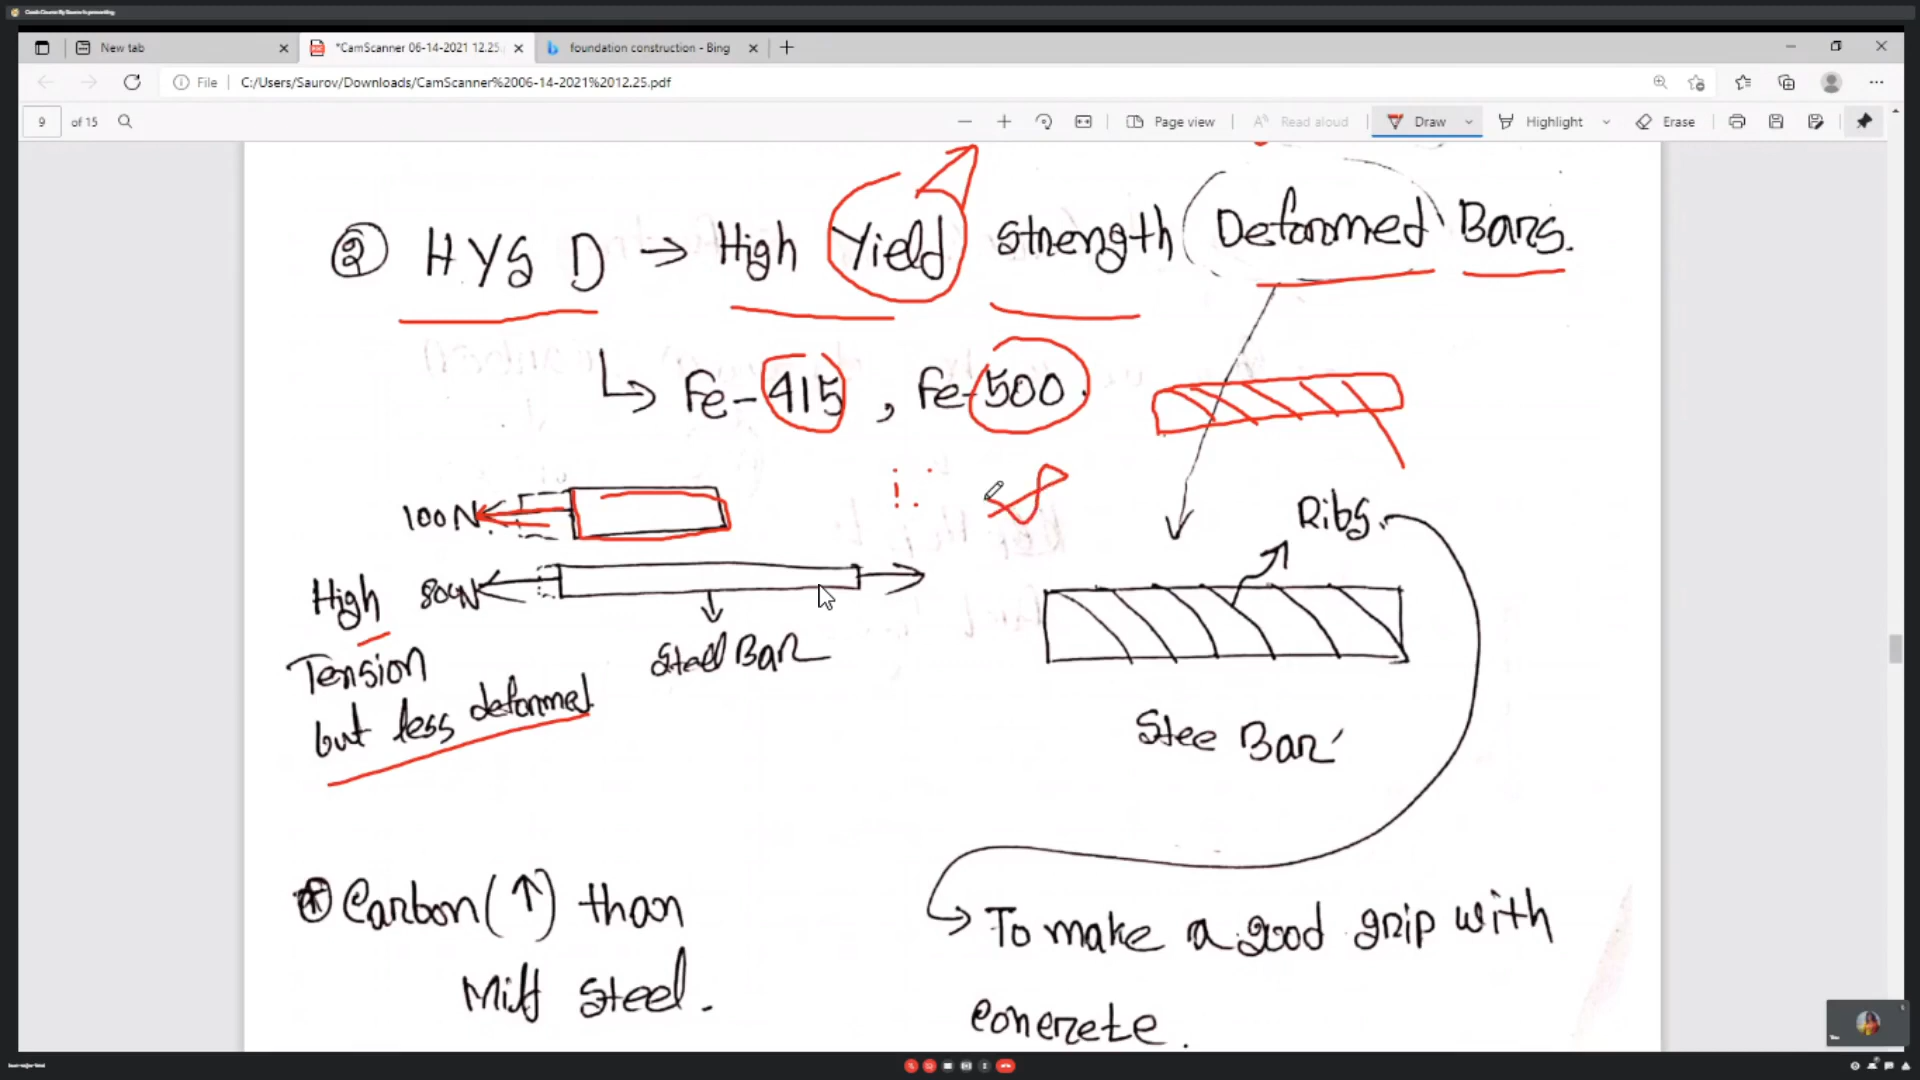 New tab
*CamScanner 06-14-2021 12.25.
foundation construction - Bing
File
C:/Users/Saurov/Downloads/CamScanner%2006-14-2021%2012.25.pdf
9 of 15
Page view
Read aloud
Draw
Highlight
Erase
② HYSD → High Yield Strength Deformed Bars.
Fe-415, Fe-500.
100N
Ribs.
High 800N
Steel Bar
Tension
but less deformed
Stee Bar
Carbon(↑) than
Mild Steel.
To make a good grip with
concrete.
You